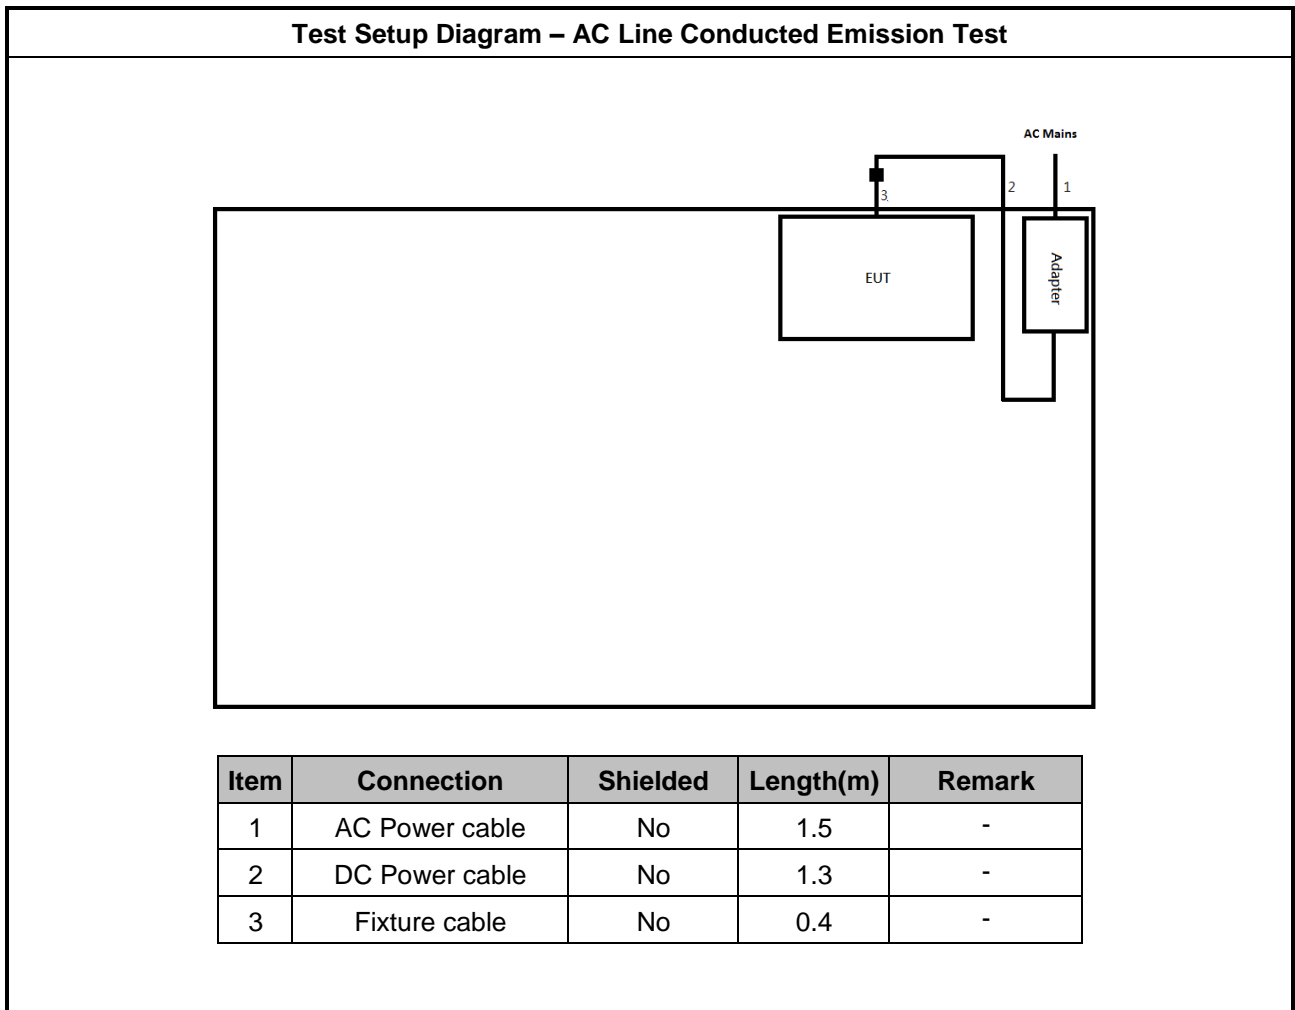 Test Setup Diagram – AC Line Conducted Emission Test
AC Mains
2
1
3
EUT
Adapter
Item Connection Shielded Length(m) Remark
1 AC Power cable No 1.5 -
2 DC Power cable No 1.3 -
3 Fixture cable No 0.4 -